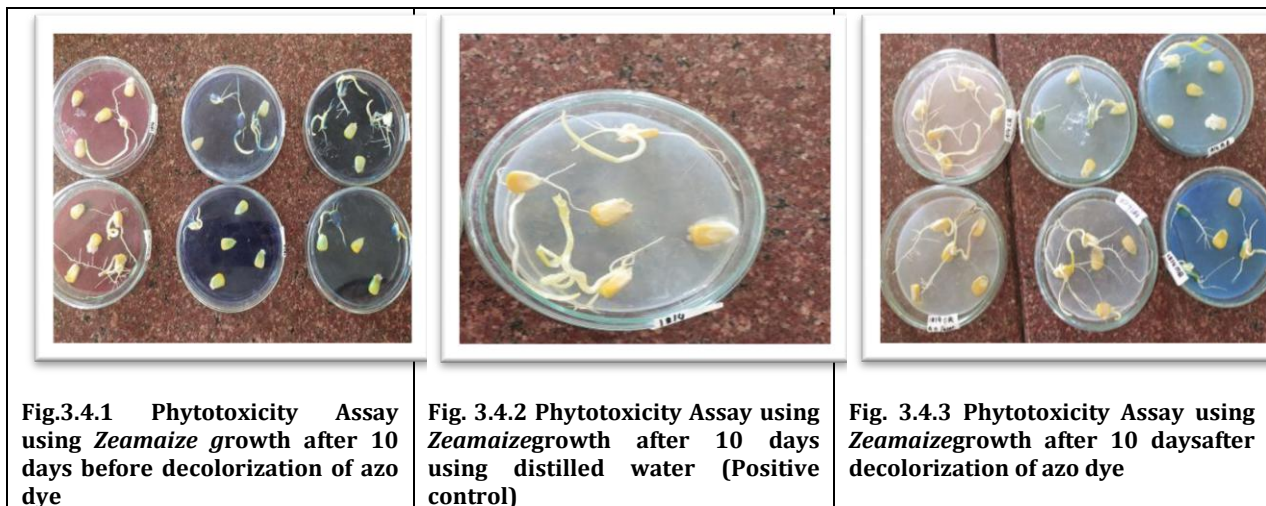 Fig.3.4.1 Phytotoxicity Assay
using Zeamaize growth after 10
days before decolorization of azo
dye
Fig. 3.4.2 Phytotoxicity Assay using
Zeamaizegrowth after 10 days
using distilled water (Positive
control)
Fig. 3.4.3 Phytotoxicity Assay using
Zeamaizegrowth after 10 daysafter
decolorization of azo dye